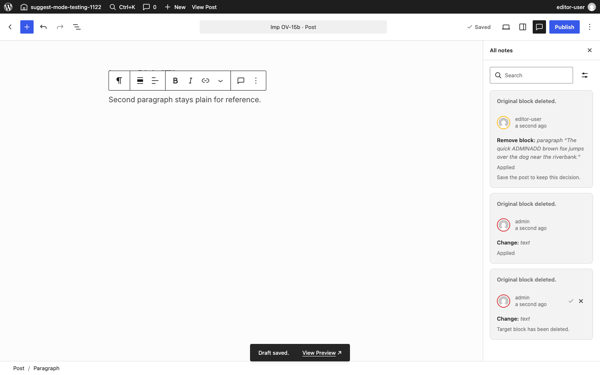 suggest-mode-testing-1122
Ctrl+K
0
New
View Post
editor-user
Imp OV-15b · Post
Saved
Publish
Second paragraph stays plain for reference.
All notes
Search
Original block deleted.
editor-user
a second ago
Remove block: paragraph "The
quick ADMINADD brown fox jumps
over the dog near the riverbank."
Applied
Save the post to keep this decision.
Original block deleted.
admin
a second ago
Change: text
Applied
Original block deleted.
admin
a second ago
Change: text
Target block has been deleted.
Draft saved.
View Preview
Post / Paragraph